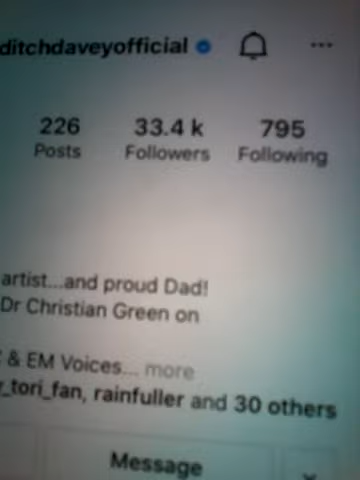 ditchdaveyofficial
226 33.4 k 795
Posts Followers Following
artist...and proud Dad!
Dr Christian Green on
& EM Voices... more
_tori_fan, rainfuller and 30 others
Message